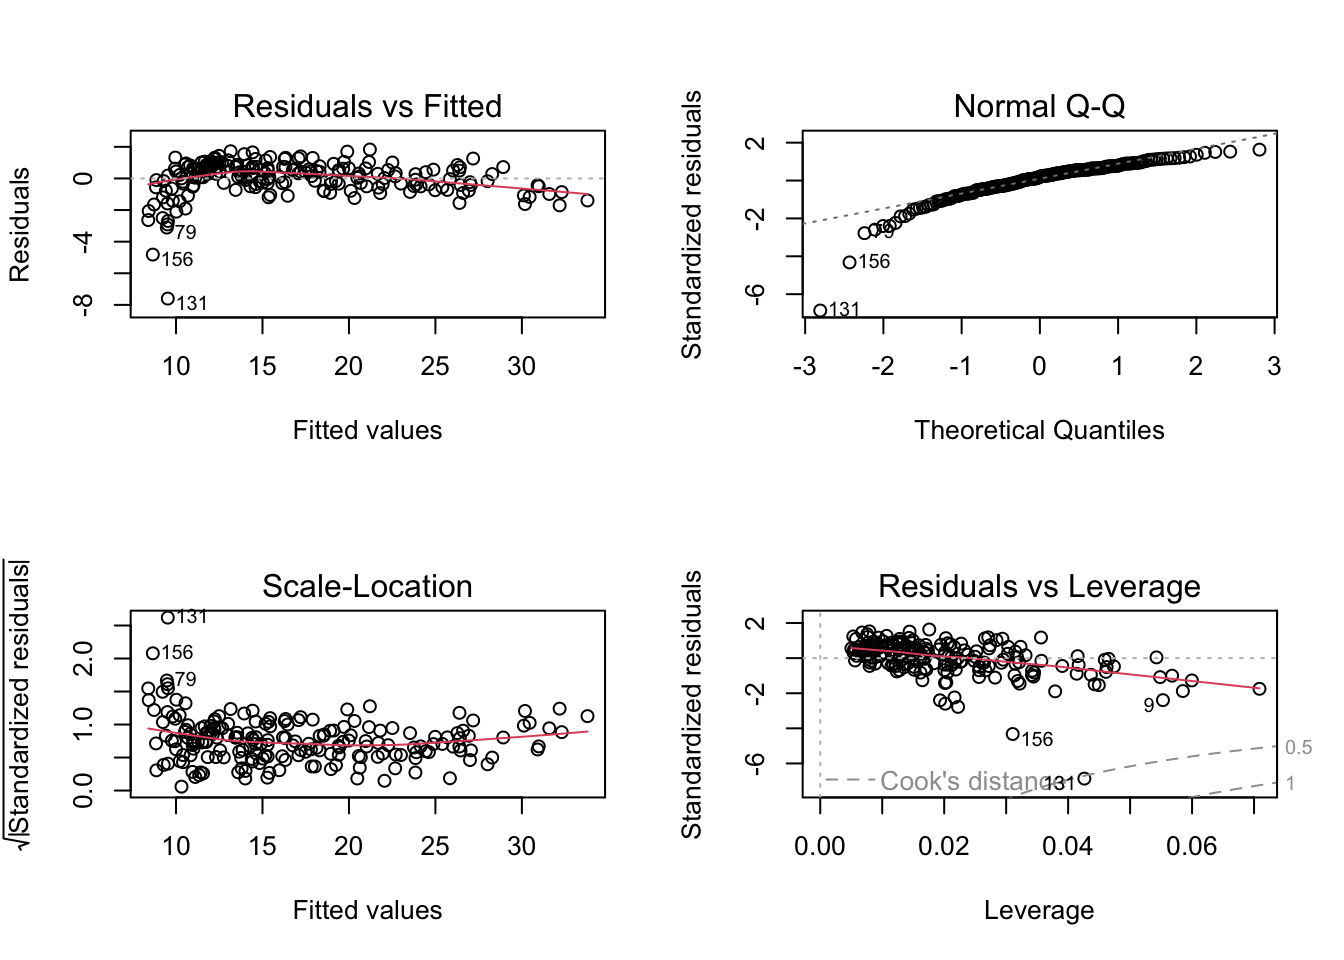 Residuals vs Fitted
Residuals
0
-4
-8
79
156
131
10 15 20 25 30
Fitted values
Normal Q-Q
Standardized residuals
2
-2
-6
156
131
-3 -2 -1 0 1 2 3
Theoretical Quantiles
Scale-Location
√|Standardized residuals|
2.0
1.0
0.0
131
156
79
10 15 20 25 30
Fitted values
Residuals vs Leverage
Standardized residuals
2
-2
-6
9
156
131
Cook's distance
0.5
1
0.00 0.02 0.04 0.06
Leverage